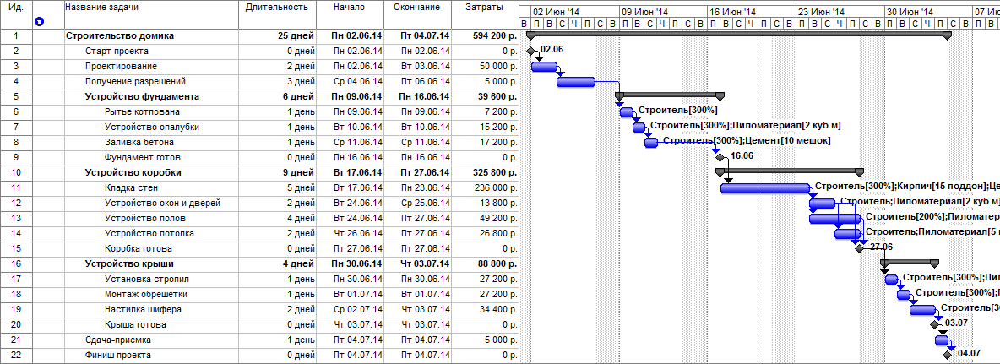 Ид. Название задачи Длительность Начало Окончание Затраты
02 Июн '14 09 Июн '14 16 Июн '14 23 Июн '14 30 Июн '14 07 Ию
В П В С Ч П С В П В С Ч П С В П В С Ч П С В П В С Ч П С В П В С Ч П С В П В
1 Строительство домика 25 дней Пн 02.06.14 Пт 04.07.14 594 200 р.
2 Старт проекта 0 дней Пн 02.06.14 Пн 02.06.14 0 р. 02.06
3 Проектирование 2 дней Пн 02.06.14 Вт 03.06.14 50 000 р.
4 Получение разрешений 3 дней Ср 04.06.14 Пт 06.06.14 5 000 р.
5 Устройство фундамента 6 дней Пн 09.06.14 Пн 16.06.14 39 600 р.
6 Рытье котлована 1 день Пн 09.06.14 Пн 09.06.14 7 200 р. Строитель[300%]
7 Устройство опалубки 1 день Вт 10.06.14 Вт 10.06.14 15 200 р. Строитель[300%];Пиломатериал[2 куб м]
8 Заливка бетона 1 день Ср 11.06.14 Ср 11.06.14 17 200 р. Строитель[300%];Цемент[10 мешок]
9 Фундамент готов 0 дней Пн 16.06.14 Пн 16.06.14 0 р. 16.06
10 Устройство коробки 9 дней Вт 17.06.14 Пт 27.06.14 325 800 р.
11 Кладка стен 5 дней Вт 17.06.14 Пн 23.06.14 236 000 р. Строитель[300%];Кирпич[15 поддон];Це
12 Устройство окон и дверей 2 дней Вт 24.06.14 Ср 25.06.14 13 800 р. Строитель;Пиломатериал[2 куб м]
13 Устройство полов 4 дней Вт 24.06.14 Пт 27.06.14 49 200 р. Строитель[200%];Пиломате
14 Устройство потолка 2 дней Чт 26.06.14 Пт 27.06.14 26 800 р. Строитель;Пиломатериал[5
15 Коробка готова 0 дней Пт 27.06.14 Пт 27.06.14 0 р. 27.06
16 Устройство крыши 4 дней Пн 30.06.14 Чт 03.07.14 88 800 р.
17 Установка стропил 1 день Пн 30.06.14 Пн 30.06.14 27 200 р. Строитель[300%];Пи
18 Монтаж обрешетки 1 день Вт 01.07.14 Вт 01.07.14 27 200 р. Строитель[300%];
19 Настилка шифера 2 дней Ср 02.07.14 Чт 03.07.14 34 400 р. Строитель[30
20 Крыша готова 0 дней Чт 03.07.14 Чт 03.07.14 0 р. 03.07
21 Сдача-приемка 1 день Пт 04.07.14 Пт 04.07.14 5 000 р.
22 Финиш проекта 0 дней Пт 04.07.14 Пт 04.07.14 0 р. 04.07